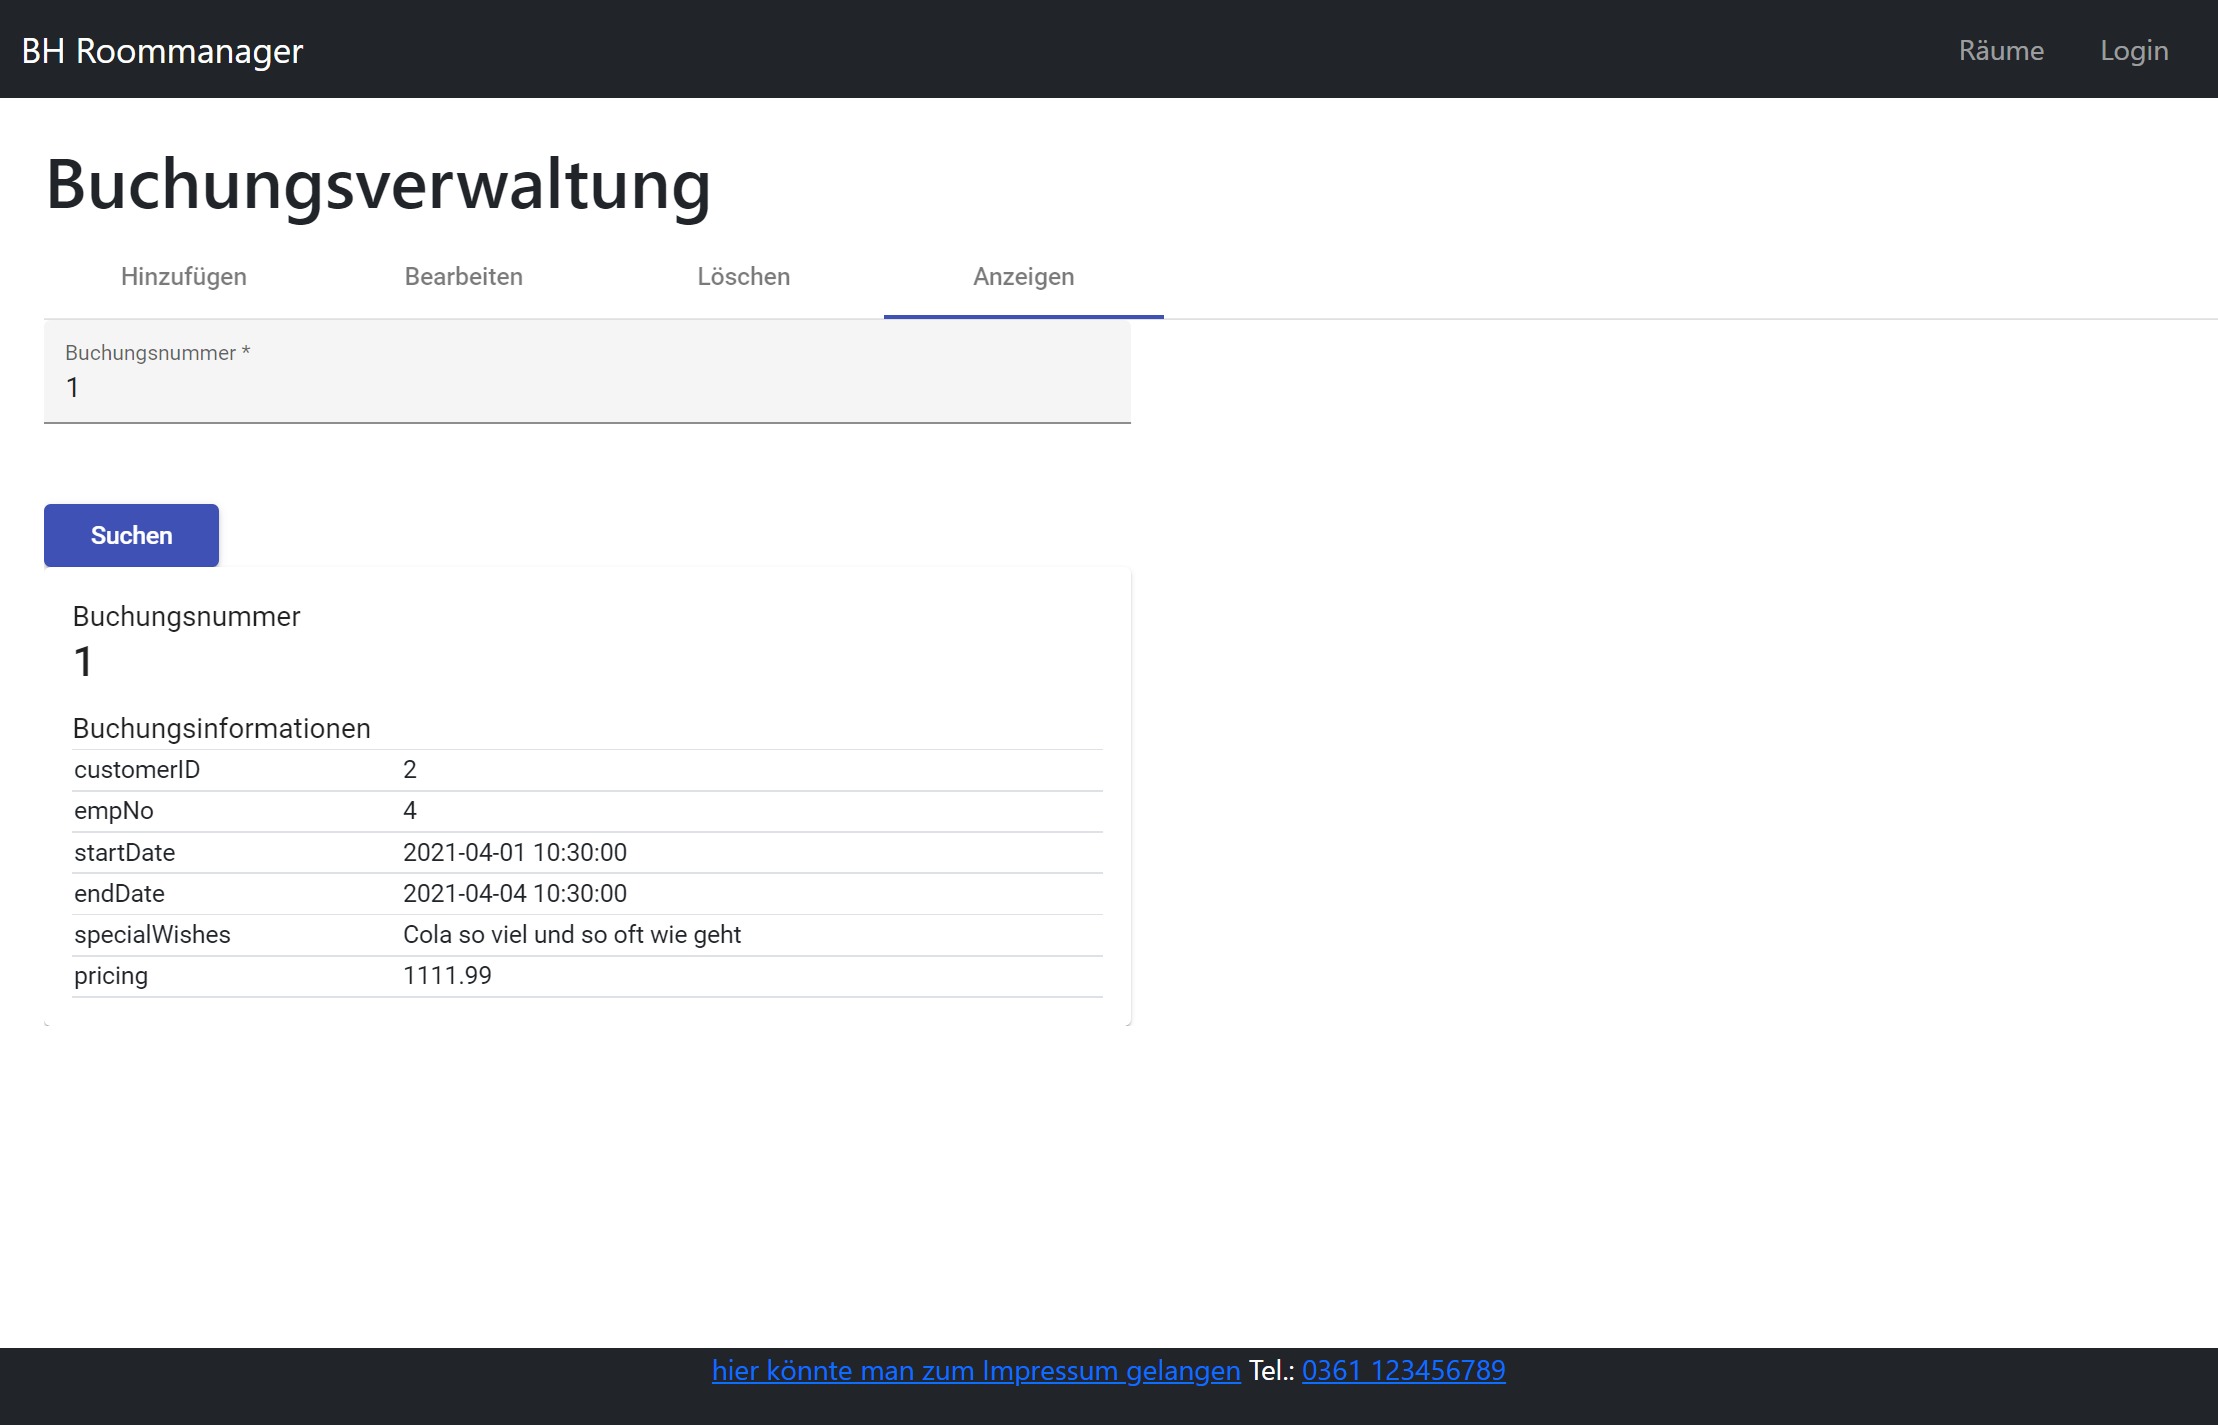 BH Roommanager Räume Login
Buchungsverwaltung
Hinzufügen Bearbeiten Löschen Anzeigen
Buchungsnummer *
1
Suchen
Buchungsnummer
1
Buchungsinformationen
customerID 2
empNo 4
startDate 2021-04-01 10:30:00
endDate 2021-04-04 10:30:00
specialWishes Cola so viel und so oft wie geht
pricing 1111.99
hier könnte man zum Impressum gelangen Tel.: 0361 123456789